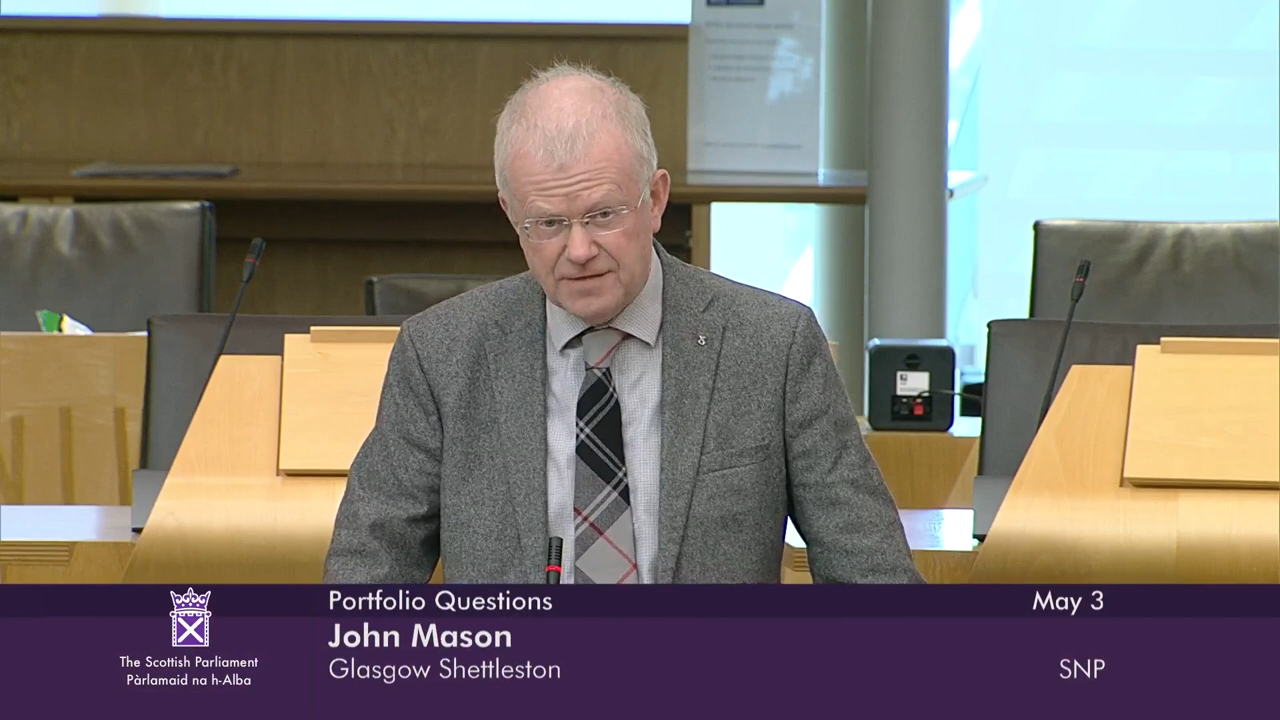 Portfolio Questions
May 3
John Mason
Glasgow Shettleston
SNP
The Scottish Parliament
Pàrlamaid na h-Alba